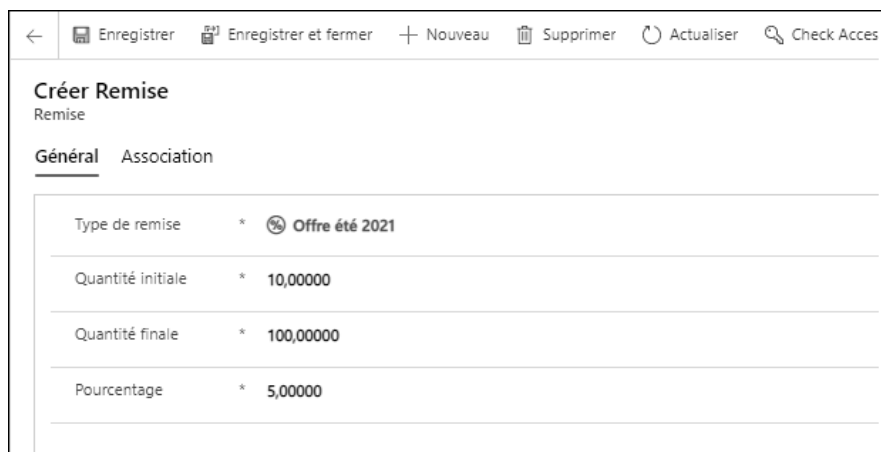 Enregistrer Enregistrer et fermer Nouveau Supprimer Actualiser Check Acces
Créer Remise
Remise
Général Association
Type de remise * Offre été 2021
Quantité initiale * 10,00000
Quantité finale * 100,00000
Pourcentage * 5,00000